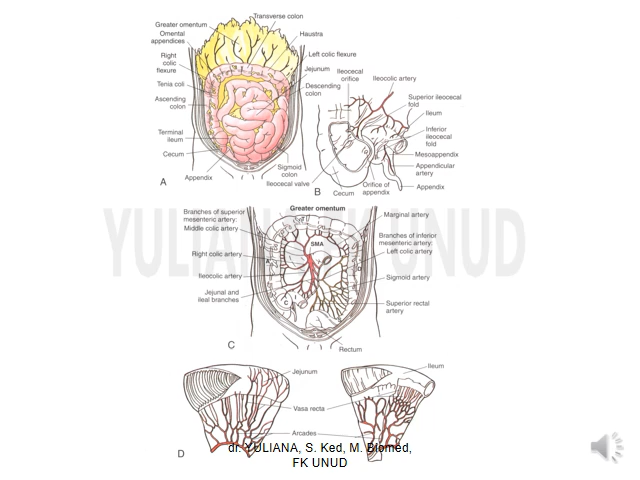 Transverse colon
Greater omentum
Omental
appendices
Haustra
Right
colic
flexure
Left colic flexure
Jejunum
Tenia coli
Descending
colon
Ascending
colon
Terminal
ileum
Cecum
Appendix
Sigmoid
colon
A
Ileocecal
orifice
Ileocolic artery
Superior ileocecal
fold
Ileum
Inferior
ileocecal
fold
Mesoappendix
Appendicular
artery
Appendix
Ileocecal valve
Cecum
Orifice of
appendix
B
YULIANA FK UNUD
Greater omentum
Branches of superior
mesenteric artery:
Middle colic artery
Right colic artery
Ileocolic artery
Jejunal and
ileal branches
SMA
A
D
C
I
Marginal artery
Branches of inferior
mesenteric artery:
Left colic artery
Sigmoid artery
Superior rectal
artery
Rectum
C
Jejunum
Ileum
Vasa recta
Arcades
D
dr. YULIANA, S. Ked, M. Biomed,
FK UNUD